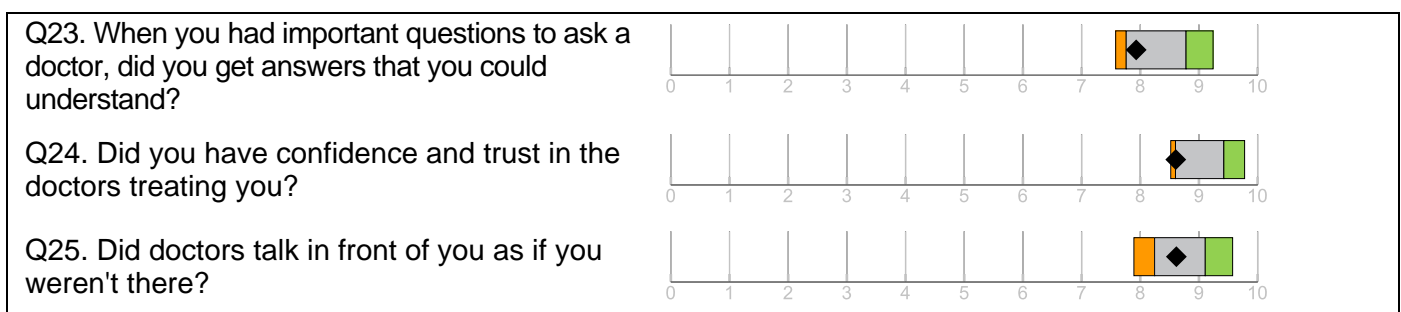 Q23. When you had important questions to ask a
doctor, did you get answers that you could
understand?
0 1 2 3 4 5 6 7 8 9 10
Q24. Did you have confidence and trust in the
doctors treating you?
0 1 2 3 4 5 6 7 8 9 10
Q25. Did doctors talk in front of you as if you
weren't there?
0 1 2 3 4 5 6 7 8 9 10